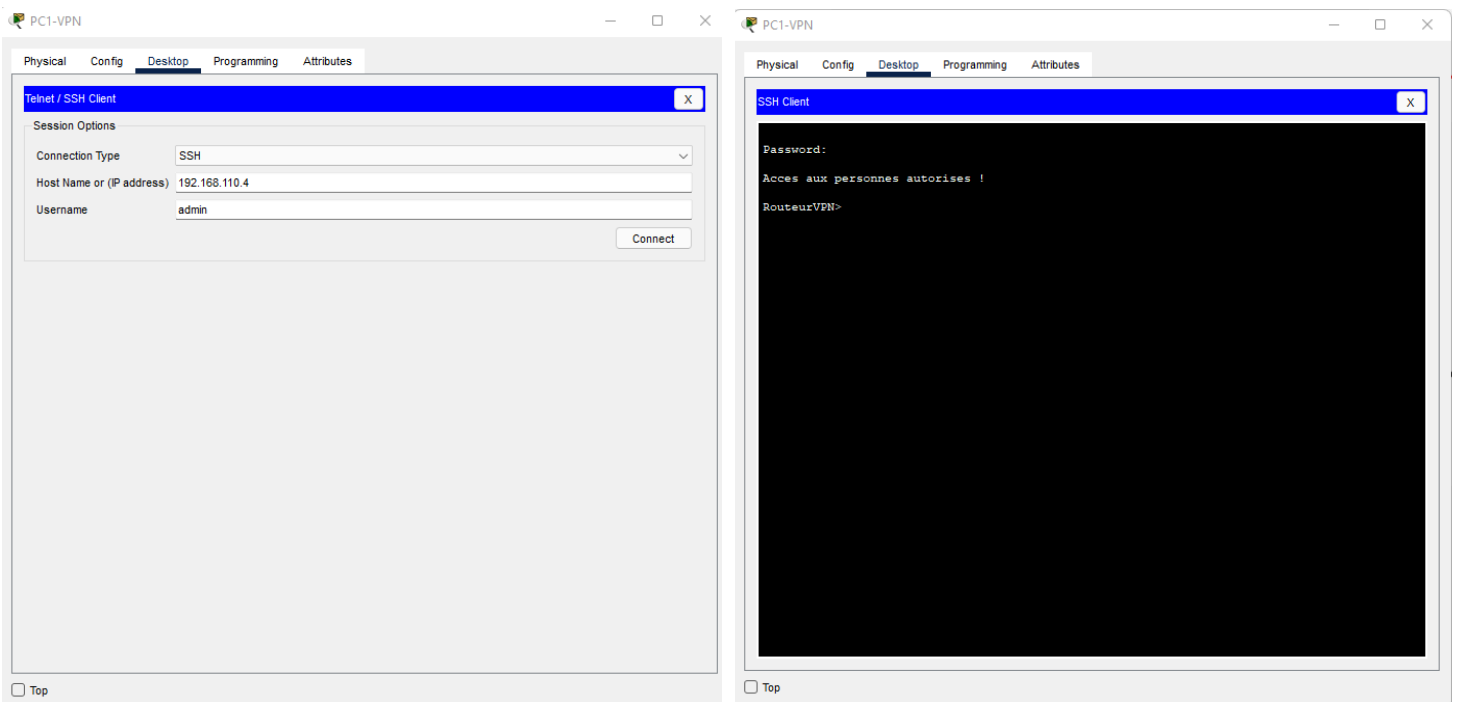 PC1-VPN
Physical Config Desktop Programming Attributes
Telnet / SSH Client X
Session Options
Connection Type SSH
Host Name or (IP address) 192.168.110.4
Username admin
Connect
Top
PC1-VPN
Physical Config Desktop Programming Attributes
SSH Client X
Password:
Acces aux personnes autorises !
RouteurVPN>
Top